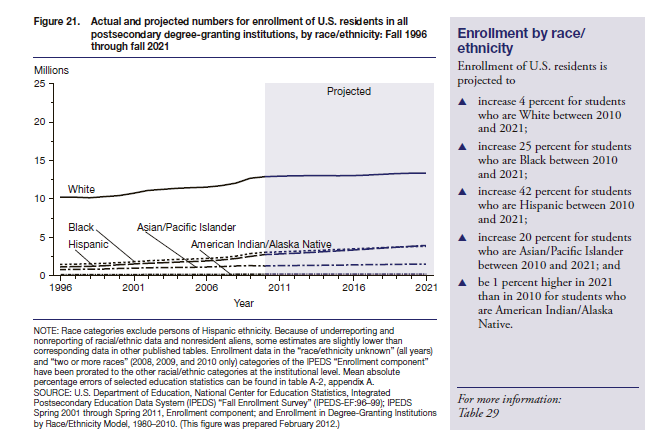 Figure 21. Actual and projected numbers for enrollment of U.S. residents in all
postsecondary degree-granting institutions, by race/ethnicity: Fall 1996
through fall 2021
Millions
25
20
15
10
5
0
Projected
White
Black
Asian/Pacific Islander
Hispanic
American Indian/Alaska Native
1996 2001 2006 2011 2016 2021
Year
NOTE: Race categories exclude persons of Hispanic ethnicity. Because of underreporting and
nonreporting of racial/ethnic data and nonresident aliens, some estimates are slightly lower than
corresponding data in other published tables. Enrollment data in the "race/ethnicity unknown" (all years)
and "two or more races" (2008, 2009, and 2010 only) categories of the IPEDS "Enrollment component"
have been prorated to the other racial/ethnic categories at the institutional level. Mean absolute
percentage errors of selected education statistics can be found in table A-2, appendix A.
SOURCE: U.S. Department of Education, National Center for Education Statistics, Integrated
Postsecondary Education Data System (IPEDS) "Fall Enrollment Survey" (IPEDS-EF:96–99); IPEDS
Spring 2001 through Spring 2011, Enrollment component; and Enrollment in Degree-Granting Institutions
by Race/Ethnicity Model, 1980–2010. (This figure was prepared February 2012.)
Enrollment by race/
ethnicity
Enrollment of U.S. residents is
projected to
▲ increase 4 percent for students
who are White between 2010
and 2021;
▲ increase 25 percent for students
who are Black between 2010
and 2021;
▲ increase 42 percent for students
who are Hispanic between 2010
and 2021;
▲ increase 20 percent for students
who are Asian/Pacific Islander
between 2010 and 2021; and
▲ be 1 percent higher in 2021
than in 2010 for students who
are American Indian/Alaska
Native.
For more information:
Table 29